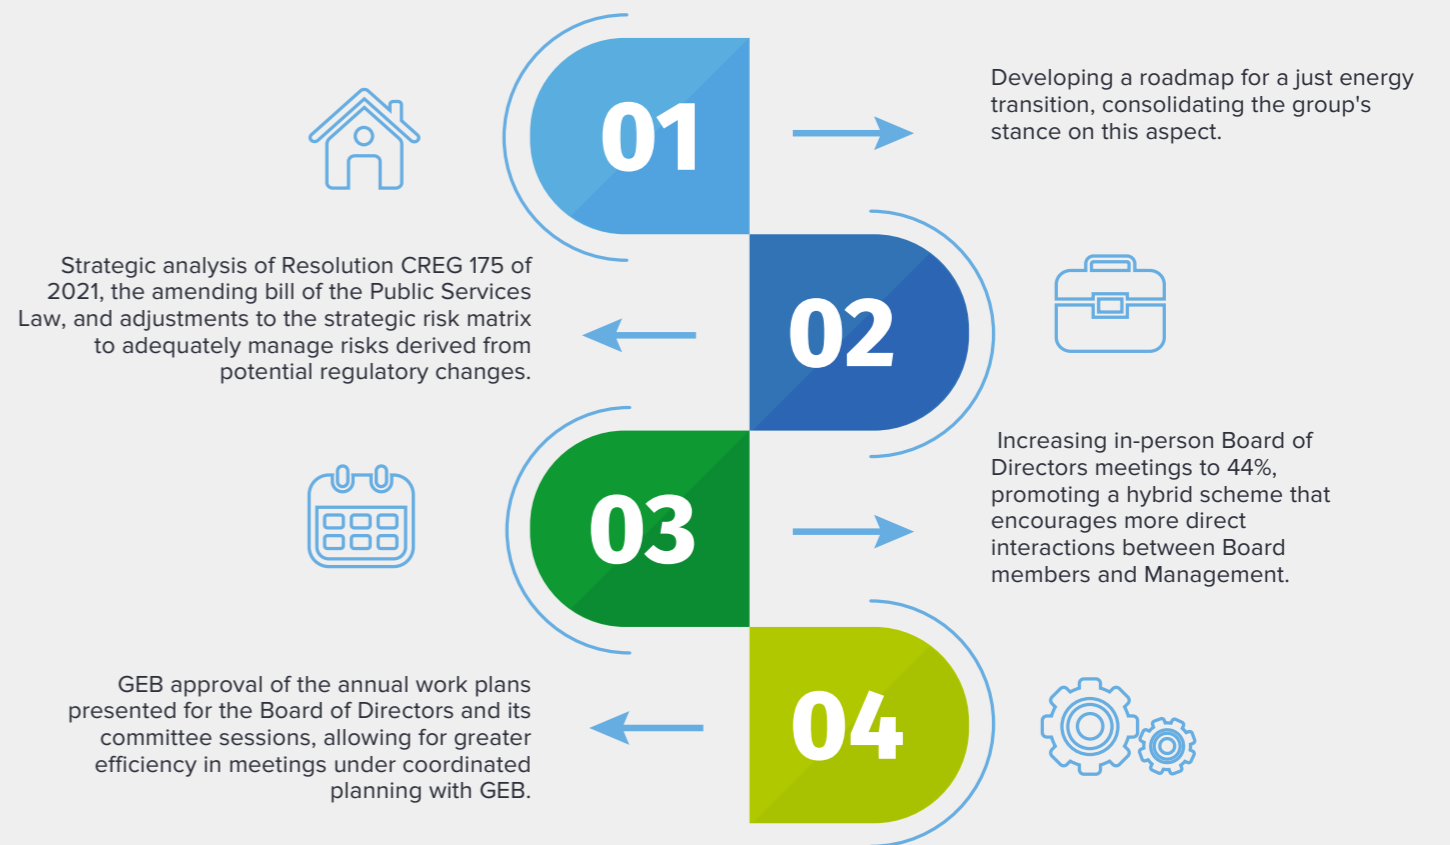 01
Developing a roadmap for a just energy
transition, consolidating the group's
stance on this aspect.
02
Strategic analysis of Resolution CREG 175 of
2021, the amending bill of the Public Services
Law, and adjustments to the strategic risk matrix
to adequately manage risks derived from
potential regulatory changes.
03
Increasing in-person Board of
Directors meetings to 44%,
promoting a hybrid scheme that
encourages more direct
interactions between Board
members and Management.
04
GEB approval of the annual work plans
presented for the Board of Directors and its
committee sessions, allowing for greater
efficiency in meetings under coordinated
planning with GEB.